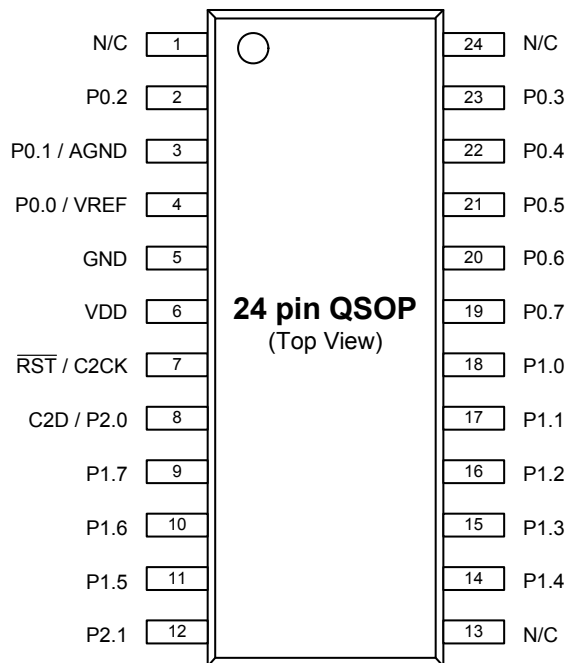 N/C 1 24 N/C
P0.2 2 23 P0.3
P0.1 / AGND 3 22 P0.4
P0.0 / VREF 4 21 P0.5
GND 5 20 P0.6
VDD 6 24 pin QSOP 19 P0.7
(Top View)
R̅S̅T̅ / C2CK 7 18 P1.0
C2D / P2.0 8 17 P1.1
P1.7 9 16 P1.2
P1.6 10 15 P1.3
P1.5 11 14 P1.4
P2.1 12 13 N/C